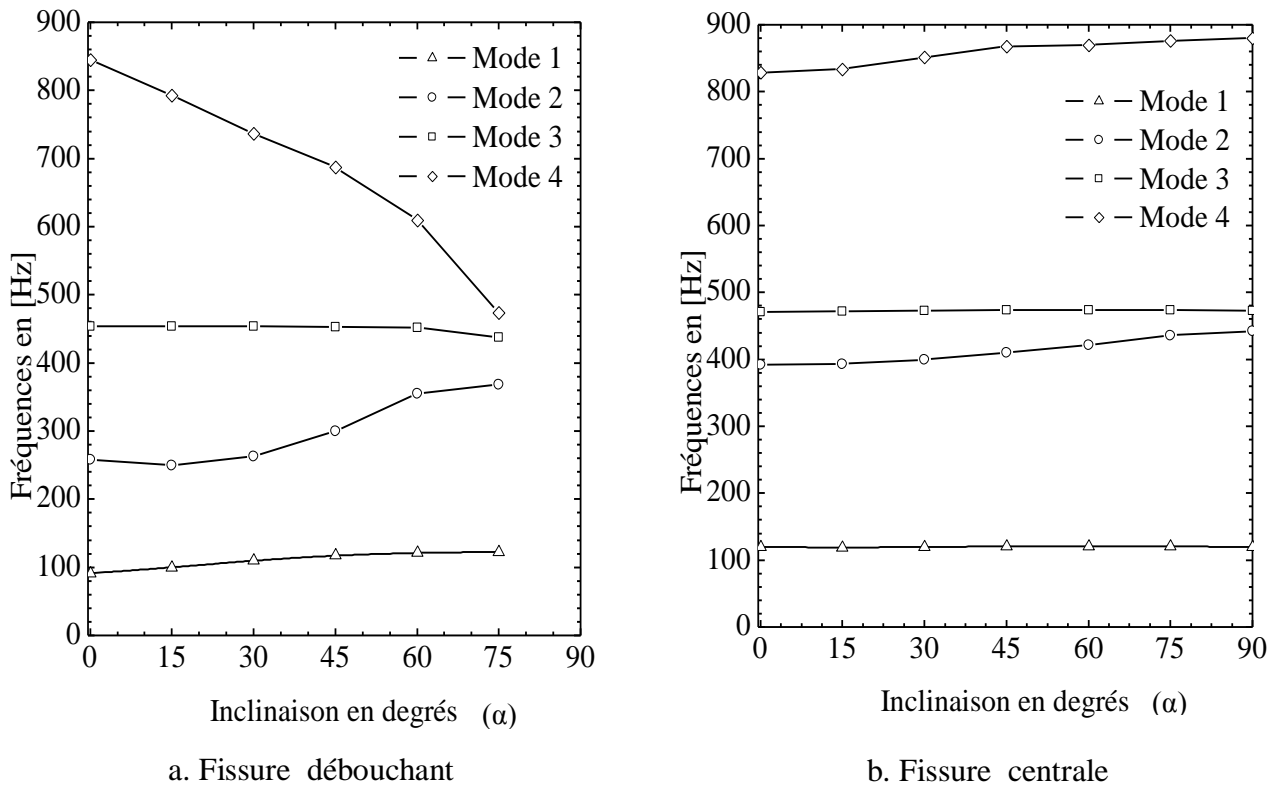 900
800
700
600
500
400
300
200
100
0
Fréquences en [Hz]
Mode 1
Mode 2
Mode 3
Mode 4
0 15 30 45 60 75 90
Inclinaison en degrés (α)
a. Fissure débouchant
900
800
700
600
500
400
300
200
100
0
Fréquences en [Hz]
Mode 1
Mode 2
Mode 3
Mode 4
0 15 30 45 60 75 90
Inclinaison en degrés (α)
b. Fissure centrale